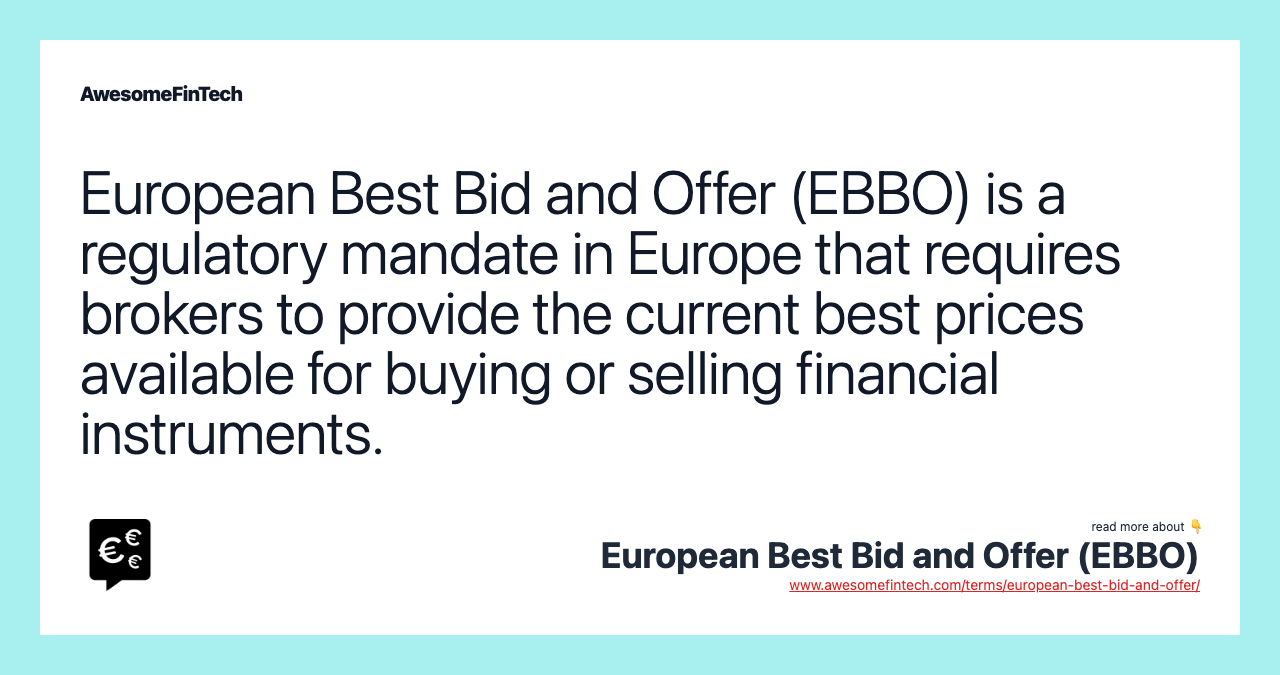 AwesomeFinTech
European Best Bid and Offer (EBBO) is a
regulatory mandate in Europe that requires
brokers to provide the current best prices
available for buying or selling financial
instruments.
€ € €
read more about 👇
European Best Bid and Offer (EBBO)
www.awesomefintech.com/terms/european-best-bid-and-offer/